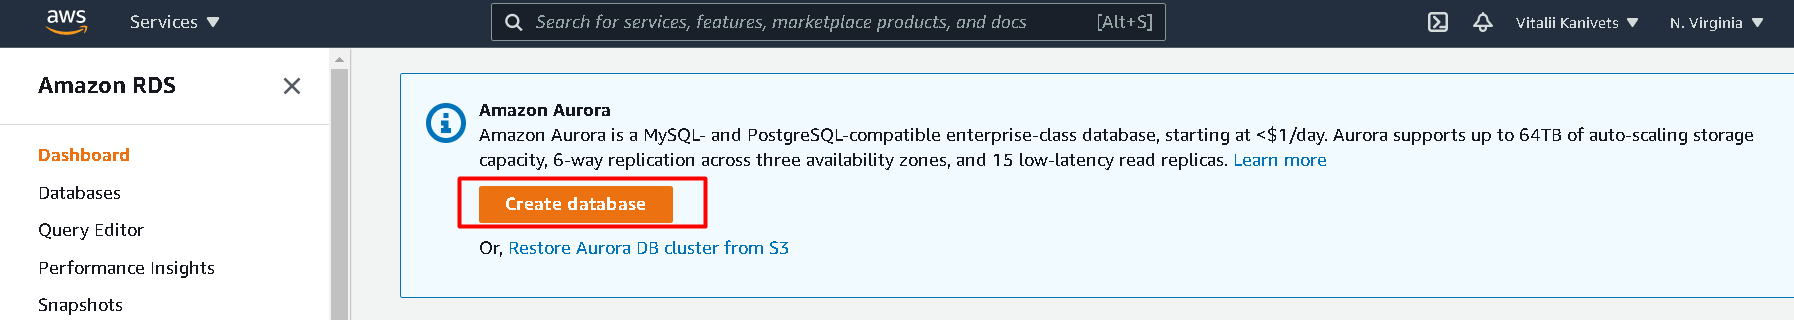 aws Services Search for services, features, marketplace products, and docs [Alt+S] Vitalii Kanivets N. Virginia
Amazon RDS
Dashboard
Databases
Query Editor
Performance Insights
Snapshots
Amazon Aurora
Amazon Aurora is a MySQL- and PostgreSQL-compatible enterprise-class database, starting at <$1/day. Aurora supports up to 64TB of auto-scaling storage
capacity, 6-way replication across three availability zones, and 15 low-latency read replicas. Learn more
Create database
Or, Restore Aurora DB cluster from S3